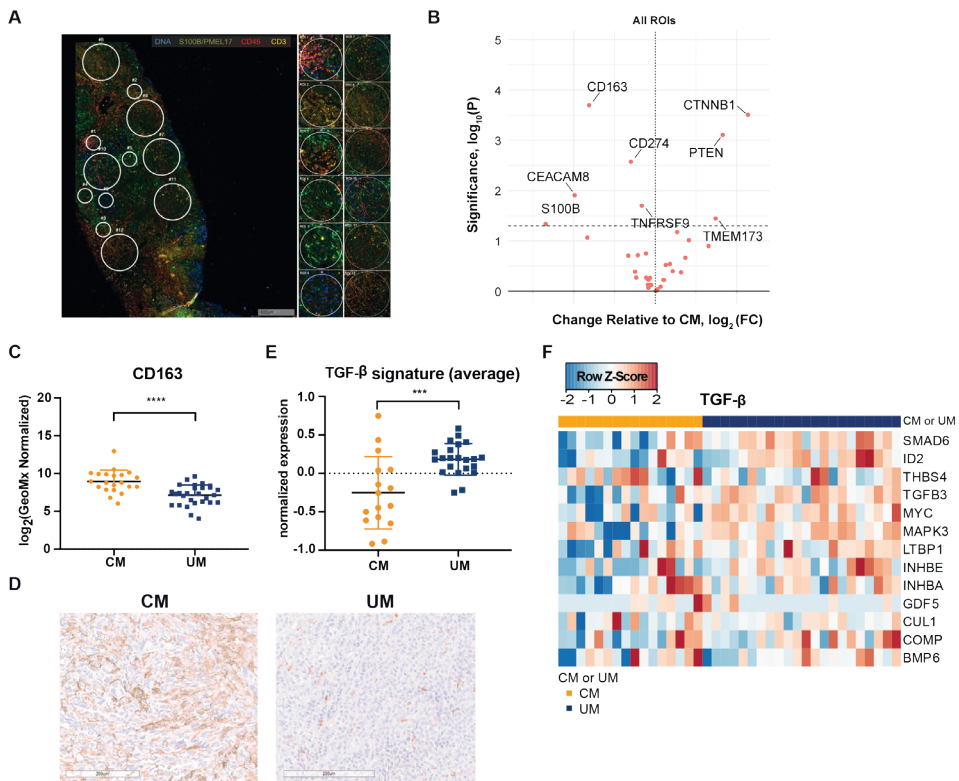 A
DNA S100B/PMEL17 CD45 CD3
#8
#2
#6
#1
#7
#10
#11
#3
#12
B
All ROIs
Significance, log10(P)
5
4
3
2
1
0
CD163
CTNNB1
CD274
PTEN
CEACAM8
S100B
TNFRSF9
TMEM173
Change Relative to CM, log2(FC)
C
CD163
****
log2(GeoMx Normalized)
20
15
10
5
0
CM UM
D
CM UM
200um
200um
E
TGF-β signature (average)
***
normalized expression
1.0
0.5
0.0
-0.5
-1.0
CM UM
F
Row Z-Score
-2 -1 0 1 2
TGF-β
CM or UM
SMAD6
ID2
THBS4
TGFB3
MYC
MAPK3
LTBP1
INHBE
INHBA
GDF5
CUL1
COMP
BMP6
CM or UM
CM
UM